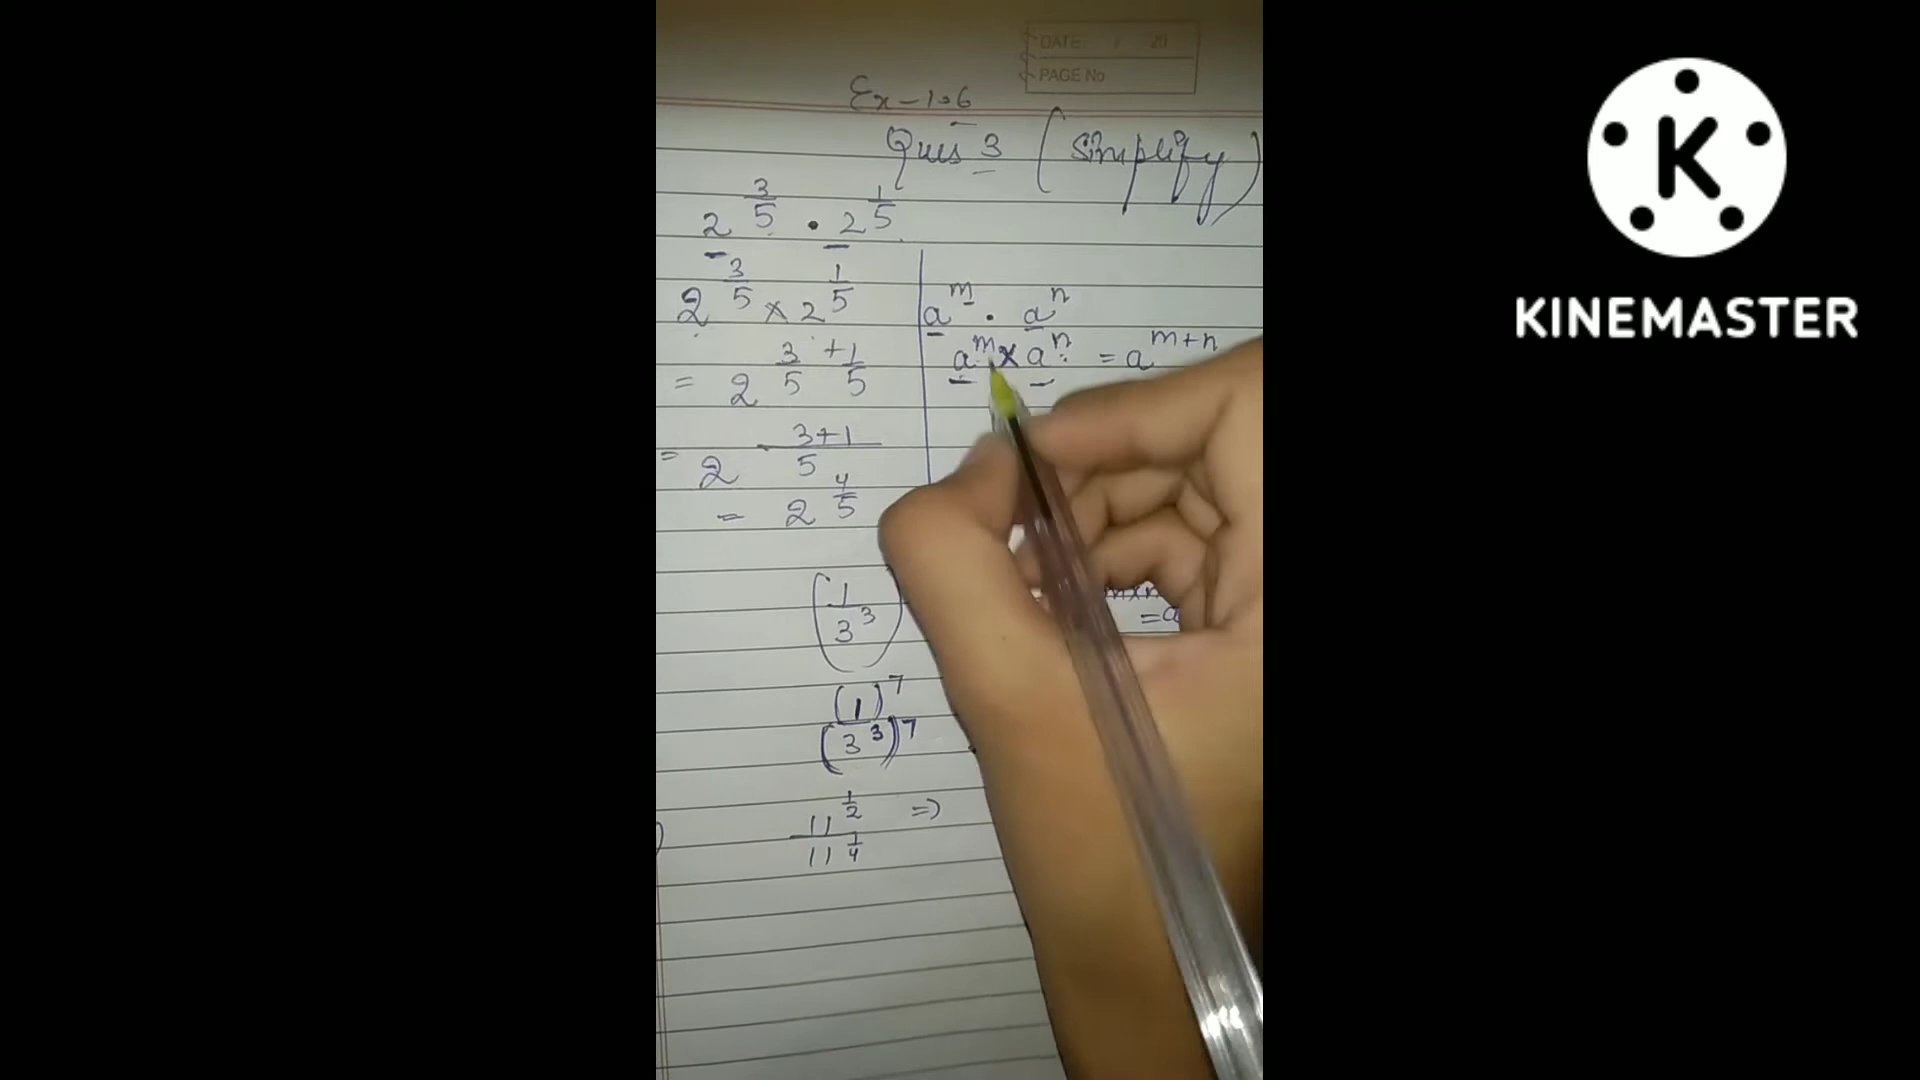 DATE: / 20
PAGE No
Ex-1.6
Ques 3 (Simplify)
2^(3/5) . 2^(1/5)
2^(3/5) × 2^(1/5)
= 2^(3/5 + 1/5)
= 2^((3+1)/5)
= 2^(4/5)
a^m . a^n
a^m × a^n = a^(m+n)
(1/3^3)
m×n
=a
(1)^7/(3^3)^7
11^(1/2)/11^(1/4) =>
K
KINEMASTER